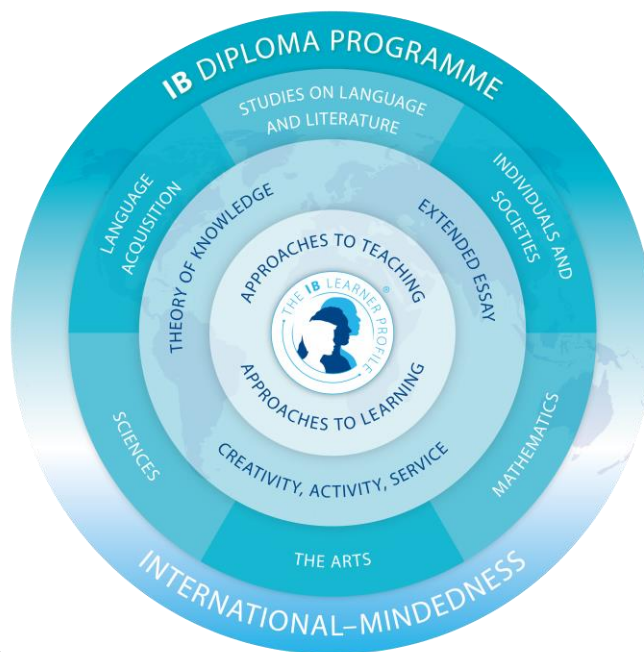 IB DIPLOMA PROGRAMME
STUDIES ON LANGUAGE
AND LITERATURE
LANGUAGE
ACQUISITION
INDIVIDUALS AND
SOCIETIES
THEORY OF KNOWLEDGE
EXTENDED ESSAY
APPROACHES TO TEACHING
THE IB LEARNER PROFILE
®
APPROACHES TO LEARNING
CREATIVITY, ACTIVITY, SERVICE
SCIENCES
MATHEMATICS
THE ARTS
INTERNATIONAL–MINDEDNESS